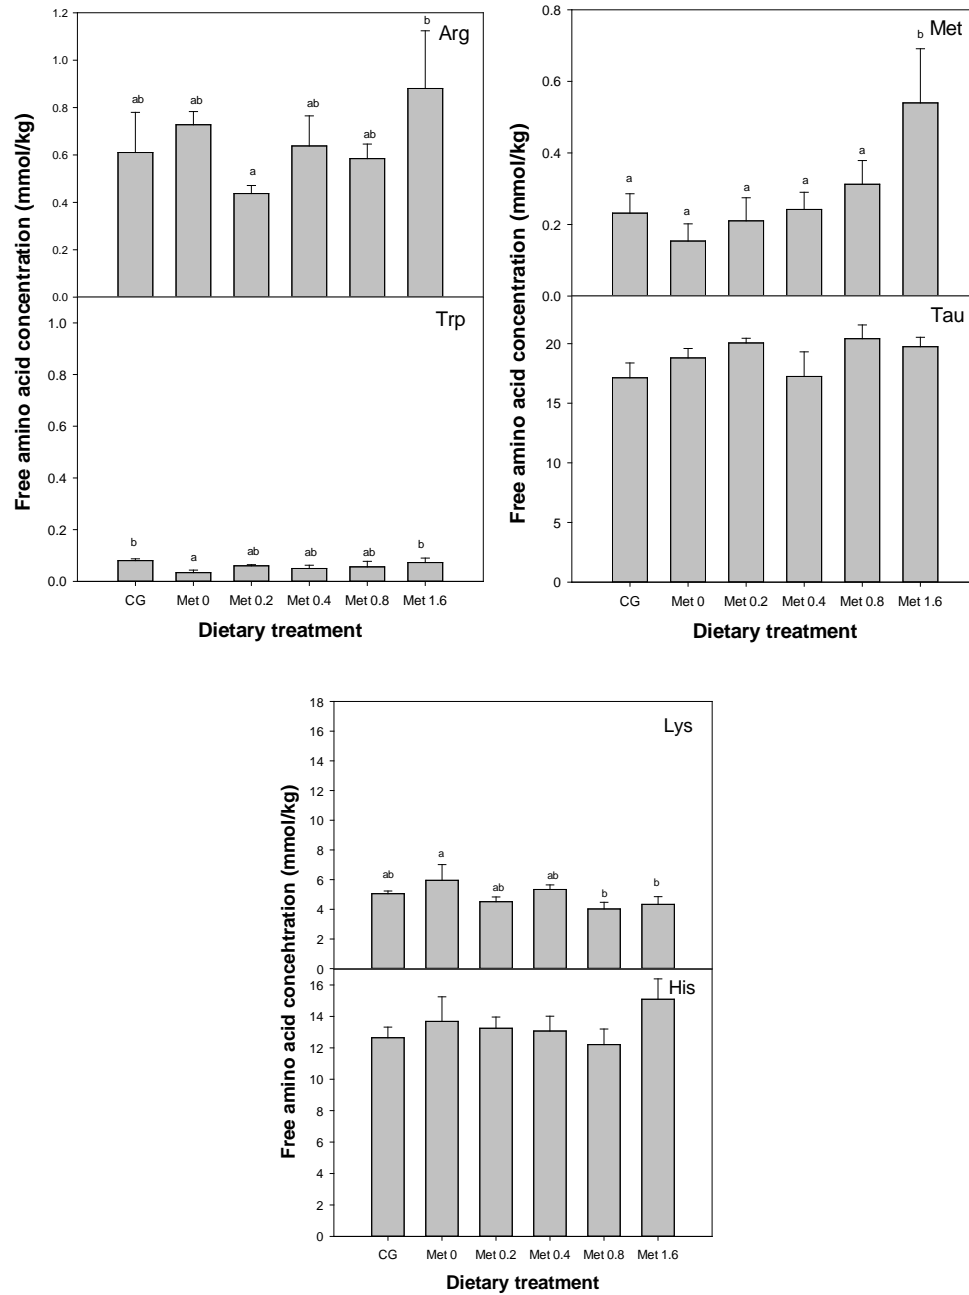 Free amino acid concentration (mmol/kg)
1.2
1.0
0.8
0.6
0.4
0.2
0.0
Arg
ab
ab
a
ab
ab
b
1.0
0.8
0.6
0.4
0.2
0.0
Trp
b
a
ab
ab
ab
b
CG Met 0 Met 0.2 Met 0.4 Met 0.8 Met 1.6
Dietary treatment
Free amino acid concentration (mmol/kg)
0.8
0.6
0.4
0.2
0.0
Met
a
a
a
a
a
b
20
15
10
5
0
Tau
CG Met 0 Met 0.2 Met 0.4 Met 0.8 Met 1.6
Dietary treatment
Free amino acid concehtration (mmol/kg)
18
16
14
12
10
8
6
4
2
0
Lys
ab
a
ab
ab
b
b
16
14
12
10
8
6
4
2
0
His
CG Met 0 Met 0.2 Met 0.4 Met 0.8 Met 1.6
Dietary treatment